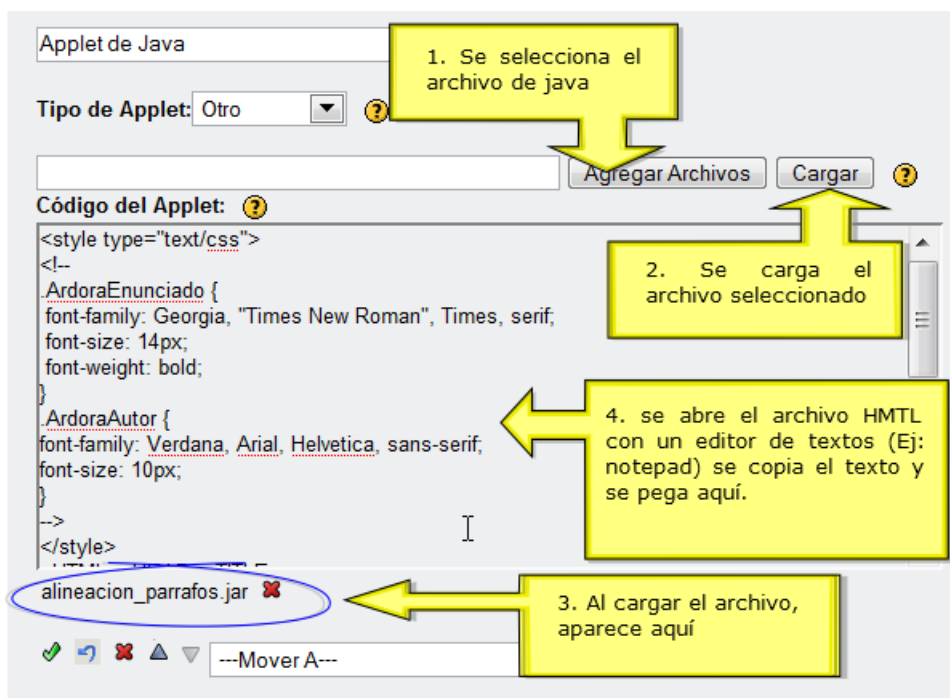 Applet de Java
1. Se selecciona el
archivo de java
Tipo de Applet: Otro
Agregar Archivos Cargar
Código del Applet:
<style type="text/css">
<!--
.ArdoraEnunciado {
font-family: Georgia, "Times New Roman", Times, serif;
font-size: 14px;
font-weight: bold;
}
.ArdoraAutor {
font-family: Verdana, Arial, Helvetica, sans-serif;
font-size: 10px;
}
-->
</style>
2. Se carga el
archivo seleccionado
4. se abre el archivo HMTL
con un editor de textos (Ej:
notepad) se copia el texto y
se pega aquí.
alineacion_parrafos.jar
3. Al cargar el archivo,
aparece aquí
---Mover A---